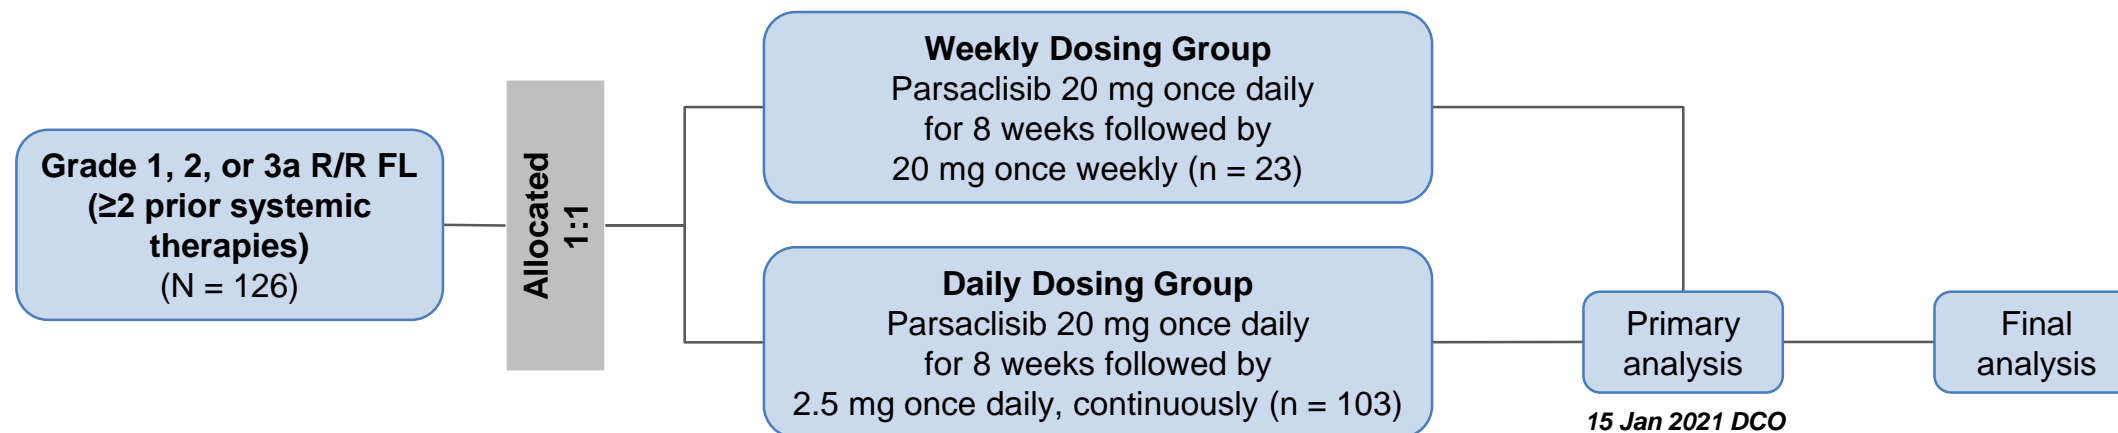 Grade 1, 2, or 3a R/R FL
(≥2 prior systemic
therapies)
(N = 126)
Allocated
1:1
Weekly Dosing Group
Parsaclisib 20 mg once daily
for 8 weeks followed by
20 mg once weekly (n = 23)
Daily Dosing Group
Parsaclisib 20 mg once daily
for 8 weeks followed by
2.5 mg once daily, continuously (n = 103)
Primary
analysis
15 Jan 2021 DCO
Final
analysis